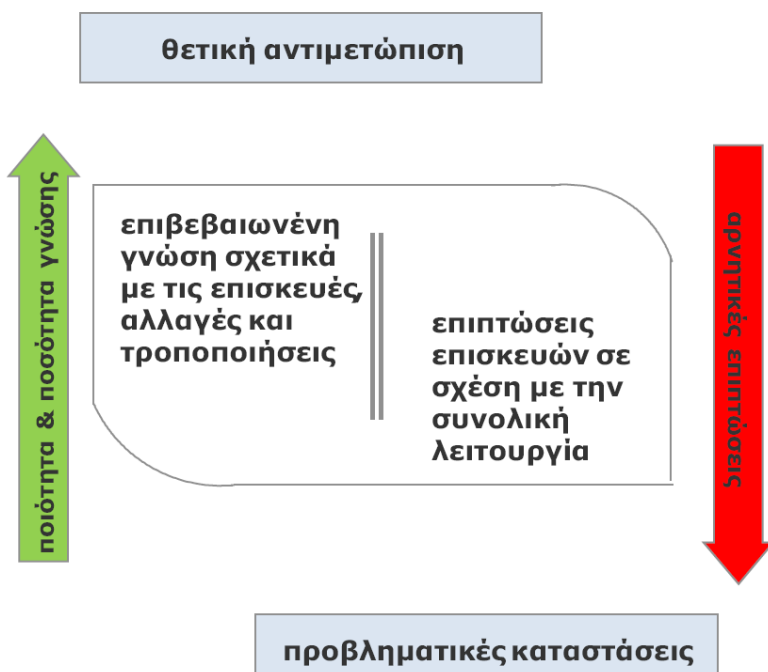 θετική αντιμετώπιση
ποιότητα & ποσότητα γνώσης
επιβεβαιωνένη
γνώση σχετικά
με τις επισκευές,
αλλαγές και
τροποποιήσεις
επιπτώσεις
επισκευών σε
σχέση με την
συνολική
λειτουργία
αρνητικές επιπτώσεις
προβληματικές καταστάσεις